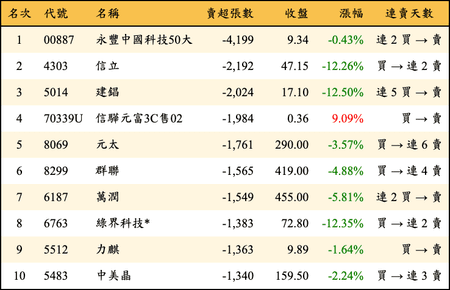 名次 代號 名稱 賣超張數 收盤 漲幅 連賣天數
1 00887 永豐中國科技50大 -4,199 9.34 -0.43% 連 2 買 → 賣
2 4303 信立 -2,192 47.15 -12.26% 買 → 連 2 賣
3 5014 建錩 -2,024 17.10 -12.50% 連 5 買 → 賣
4 70339U 信驊元富3C售02 -1,984 0.36 9.09% 買 → 賣
5 8069 元太 -1,761 290.00 -3.57% 買 → 連 6 賣
6 8299 群聯 -1,565 419.00 -4.88% 買 → 連 4 賣
7 6187 萬潤 -1,549 455.00 -5.81% 連 2 買 → 賣
8 6763 綠界科技* -1,383 72.80 -12.35% 買 → 連 2 賣
9 5512 力麒 -1,363 9.89 -1.64% 買 → 賣
10 5483 中美晶 -1,340 159.50 -2.24% 買 → 連 3 賣